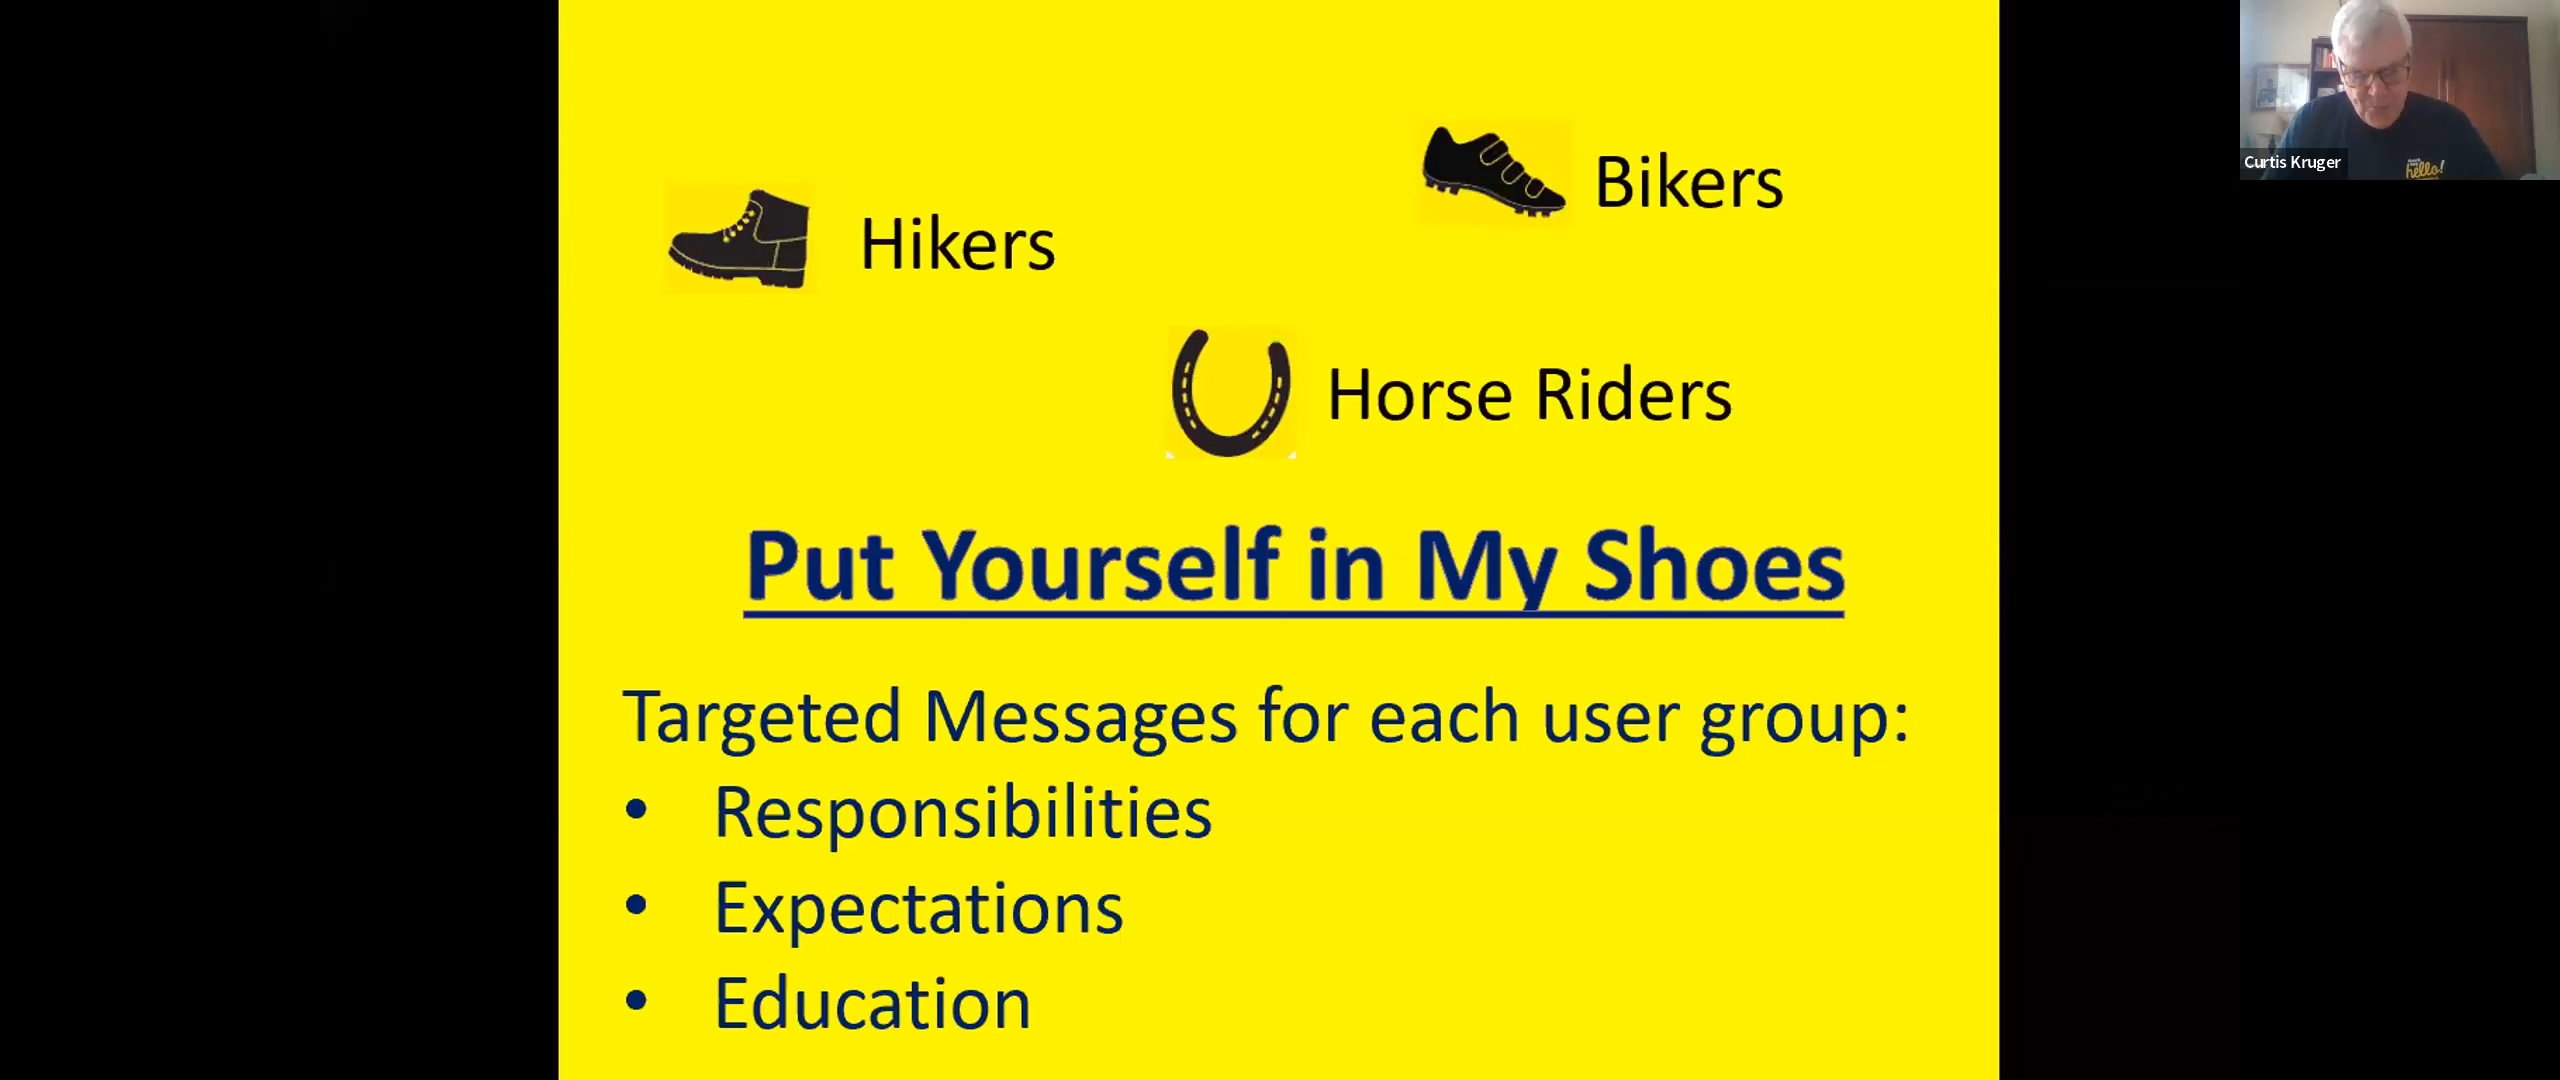 Bikers
Hikers
Horse Riders
Put Yourself in My Shoes
Targeted Messages for each user group:
• Responsibilities
• Expectations
• Education
Curtis Kruger
hello!